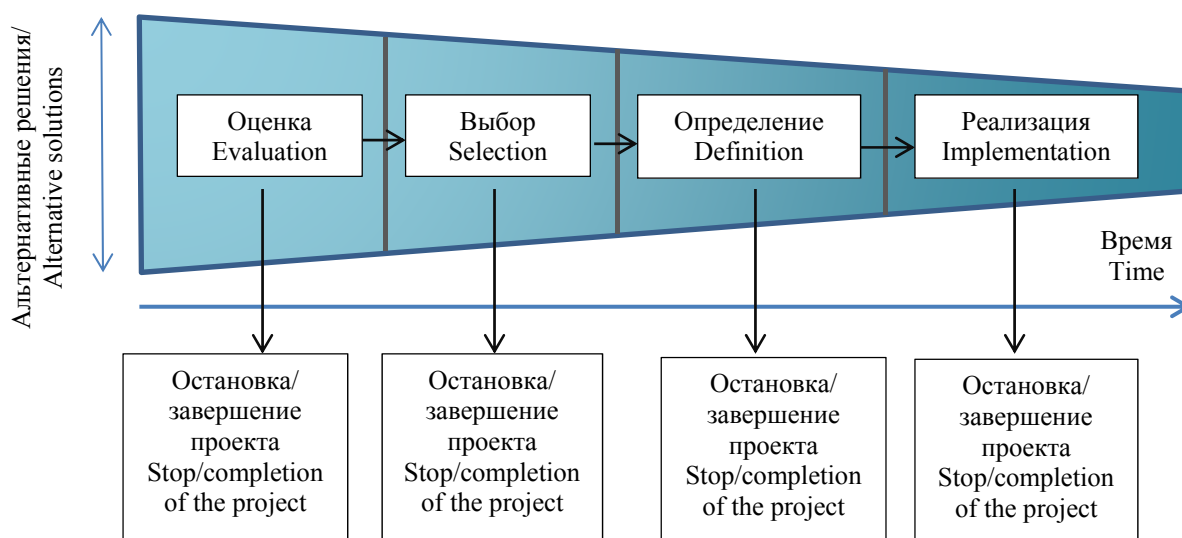 Альтернативные решения/
Alternative solutions
Оценка
Evaluation
Выбор
Selection
Определение
Definition
Реализация
Implementation
Время
Time
Остановка/
завершение
проекта
Stop/completion
of the project
Остановка/
завершение
проекта
Stop/completion
of the project
Остановка/
завершение
проекта
Stop/completion
of the project
Остановка/
завершение
проекта
Stop/completion
of the project